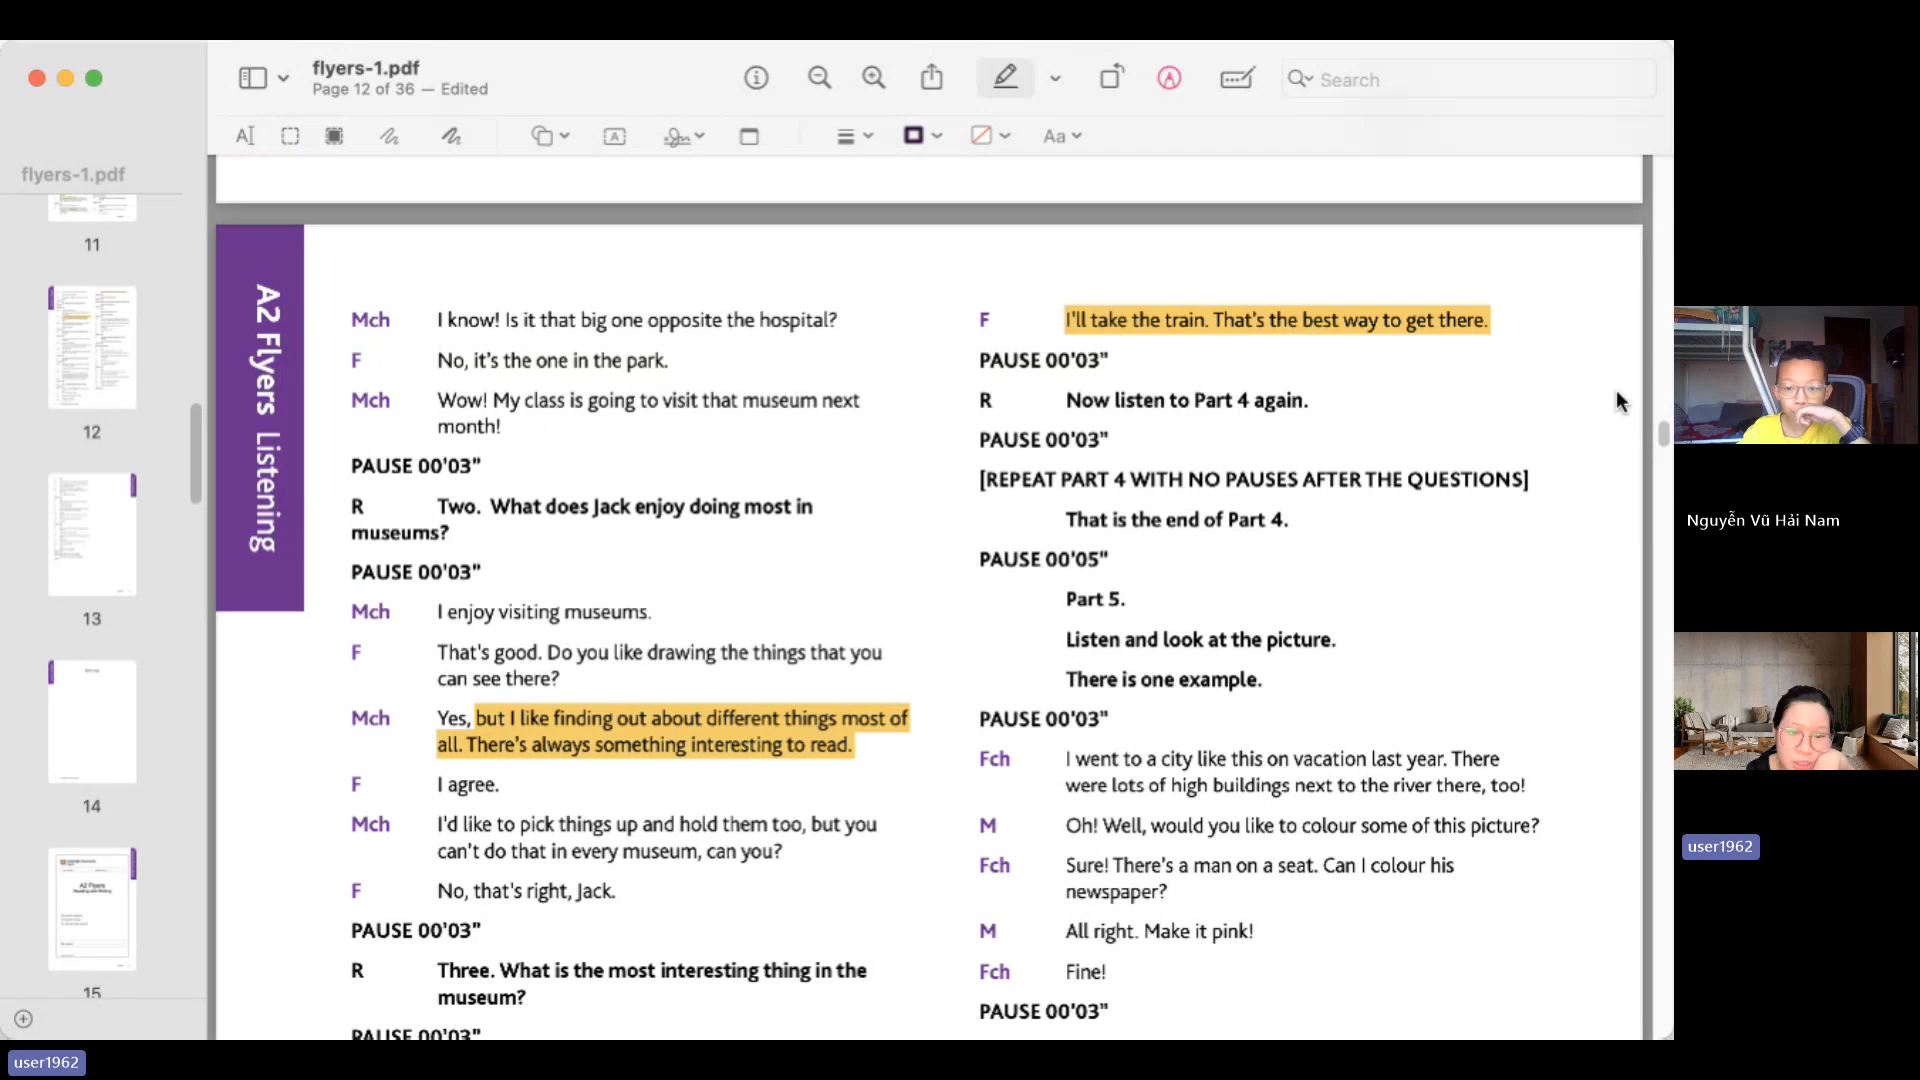 flyers-1.pdf
Page 12 of 36 — Edited
Search
Aa
flyers-1.pdf
11
12
13
14
15
A2 Flyers Listening
Mch I know! Is it that big one opposite the hospital?
F No, it's the one in the park.
Mch Wow! My class is going to visit that museum next
month!
PAUSE 00'03"
R Two. What does Jack enjoy doing most in
museums?
PAUSE 00'03"
Mch I enjoy visiting museums.
F That's good. Do you like drawing the things that you
can see there?
Mch Yes, but I like finding out about different things most of
all. There's always something interesting to read.
F I agree.
Mch I'd like to pick things up and hold them too, but you
can't do that in every museum, can you?
F No, that's right, Jack.
PAUSE 00'03"
R Three. What is the most interesting thing in the
museum?
PAUSE 00'03"
F I'll take the train. That's the best way to get there.
PAUSE 00'03"
R Now listen to Part 4 again.
PAUSE 00'03"
[REPEAT PART 4 WITH NO PAUSES AFTER THE QUESTIONS]
That is the end of Part 4.
PAUSE 00'05"
Part 5.
Listen and look at the picture.
There is one example.
PAUSE 00'03"
Fch I went to a city like this on vacation last year. There
were lots of high buildings next to the river there, too!
M Oh! Well, would you like to colour some of this picture?
Fch Sure! There's a man on a seat. Can I colour his
newspaper?
M All right. Make it pink!
Fch Fine!
PAUSE 00'03"
Nguyễn Vũ Hải Nam
user1962
user1962